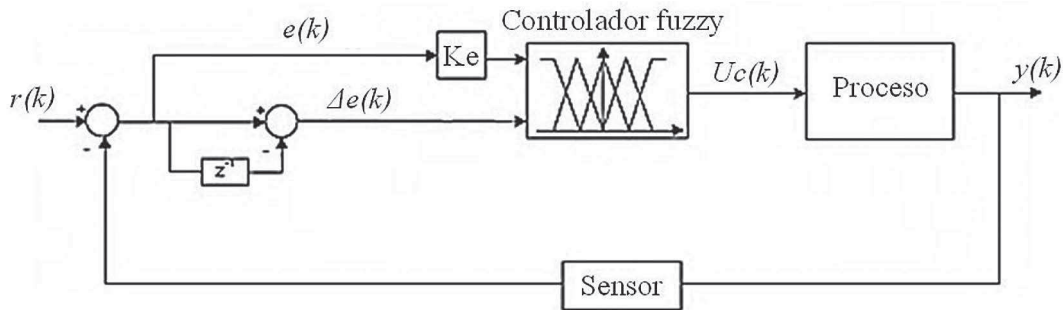 Controlador fuzzy
e(k)
Ke
r(k)
+
-
Δe(k)
+
-
z⁻¹
Uc(k)
Proceso
y(k)
Sensor